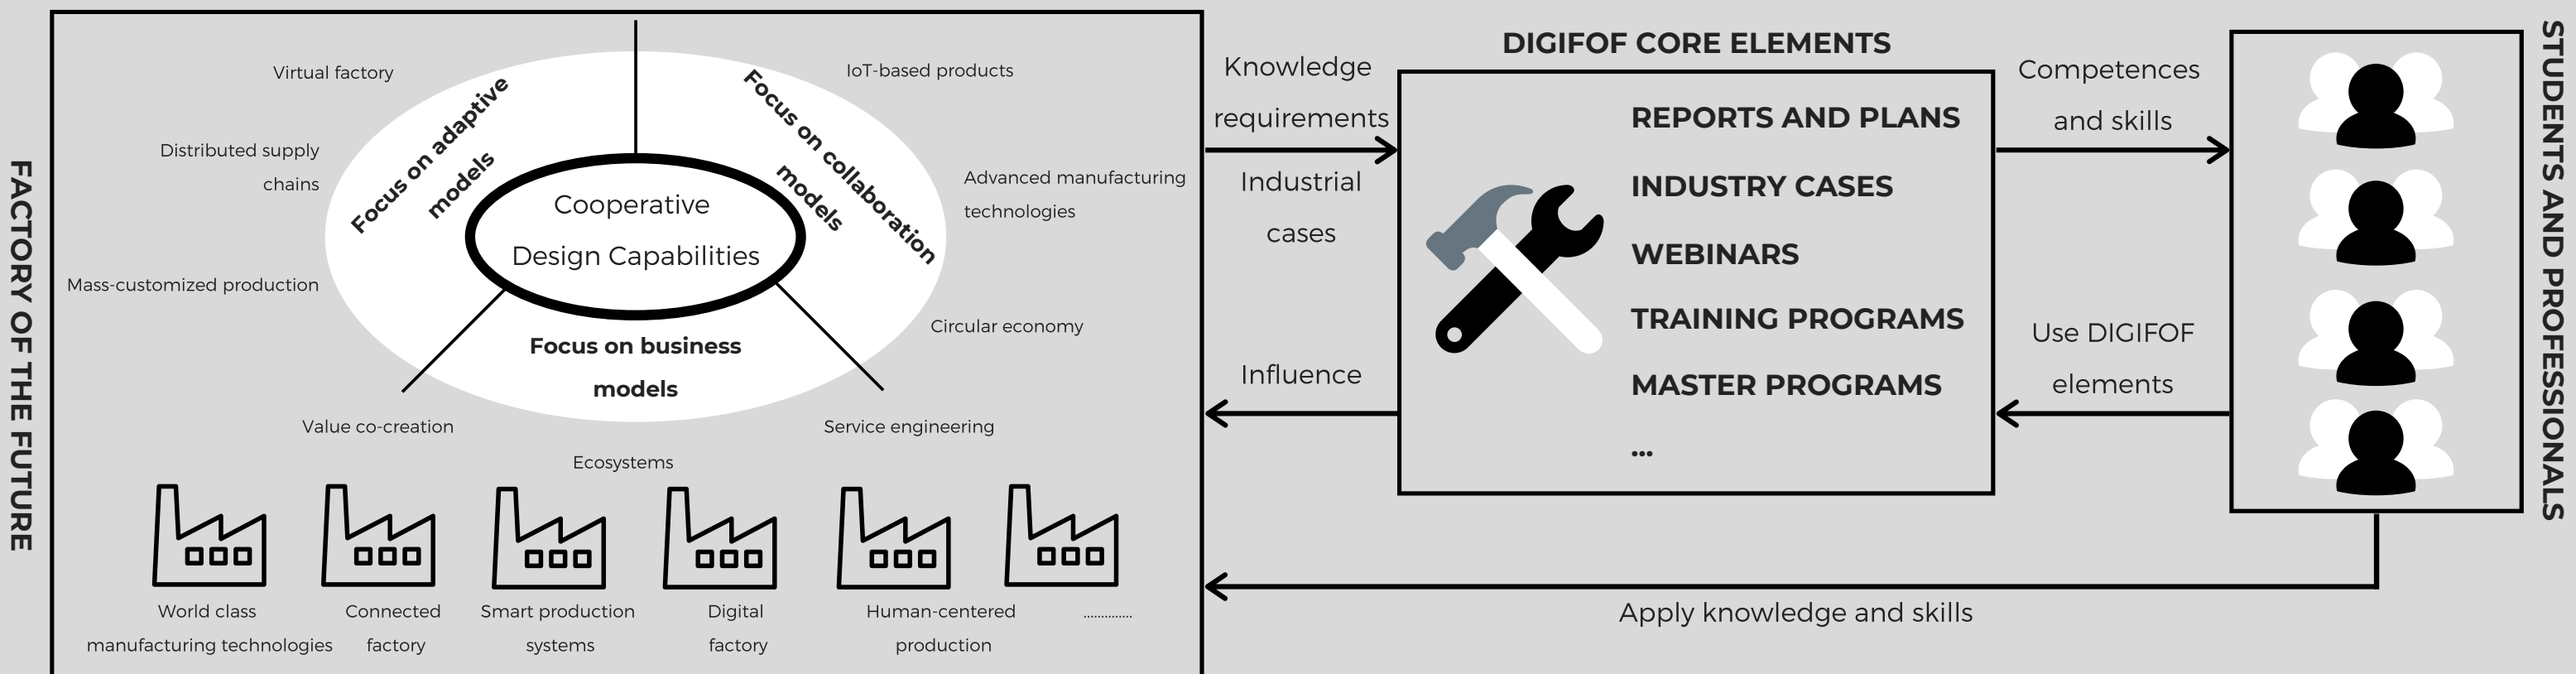 FACTORY OF THE FUTURE
Virtual factory
Distributed supply
chains
Mass-customized production
Focus on adaptive
models
Focus on collaboration
models
Cooperative
Design Capabilities
Focus on business
models
IoT-based products
Advanced manufacturing
technologies
Circular economy
Value co-creation
Ecosystems
Service engineering
World class
manufacturing technologies
Connected
factory
Smart production
systems
Digital
factory
Human-centered
production
..............
Knowledge
requirements
Industrial
cases
Influence
DIGIFOF CORE ELEMENTS
REPORTS AND PLANS
INDUSTRY CASES
WEBINARS
TRAINING PROGRAMS
MASTER PROGRAMS
...
Competences
and skills
Use DIGIFOF
elements
Apply knowledge and skills
STUDENTS AND PROFESSIONALS